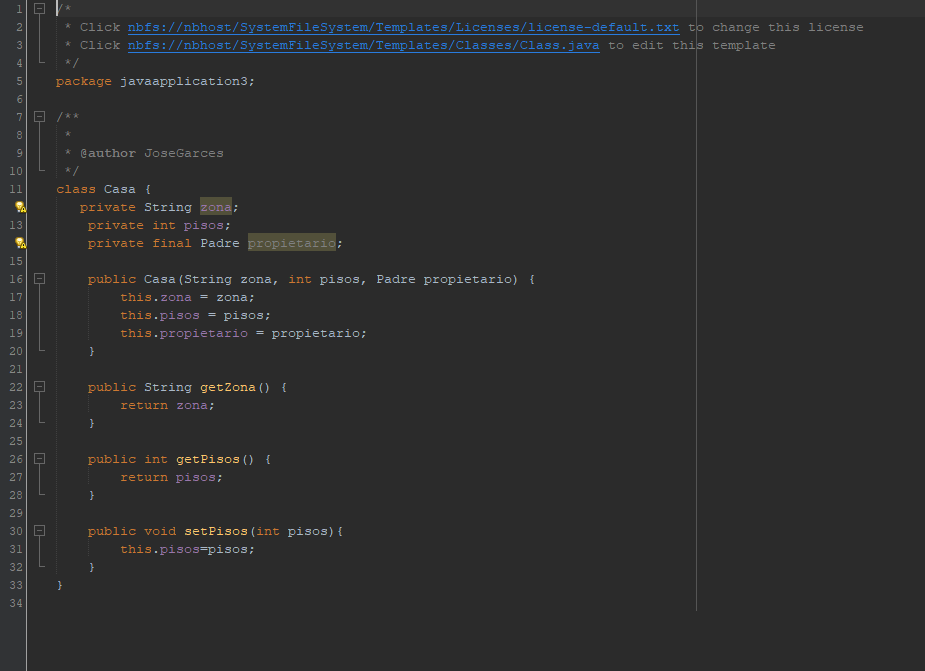 1 /*
2 * Click nbfs://nbhost/SystemFileSystem/Templates/Licenses/license-default.txt to change this license
3 * Click nbfs://nbhost/SystemFileSystem/Templates/Classes/Class.java to edit this template
4 */
5 package javaapplication3;
6
7 /**
8 *
9 * @author JoseGarces
10 */
11 class Casa {
private String zona;
13 private int pisos;
private final Padre propietario;
15
16 public Casa(String zona, int pisos, Padre propietario) {
17 this.zona = zona;
18 this.pisos = pisos;
19 this.propietario = propietario;
20 }
21
22 public String getZona() {
23 return zona;
24 }
25
26 public int getPisos() {
27 return pisos;
28 }
29
30 public void setPisos(int pisos){
31 this.pisos=pisos;
32 }
33 }
34